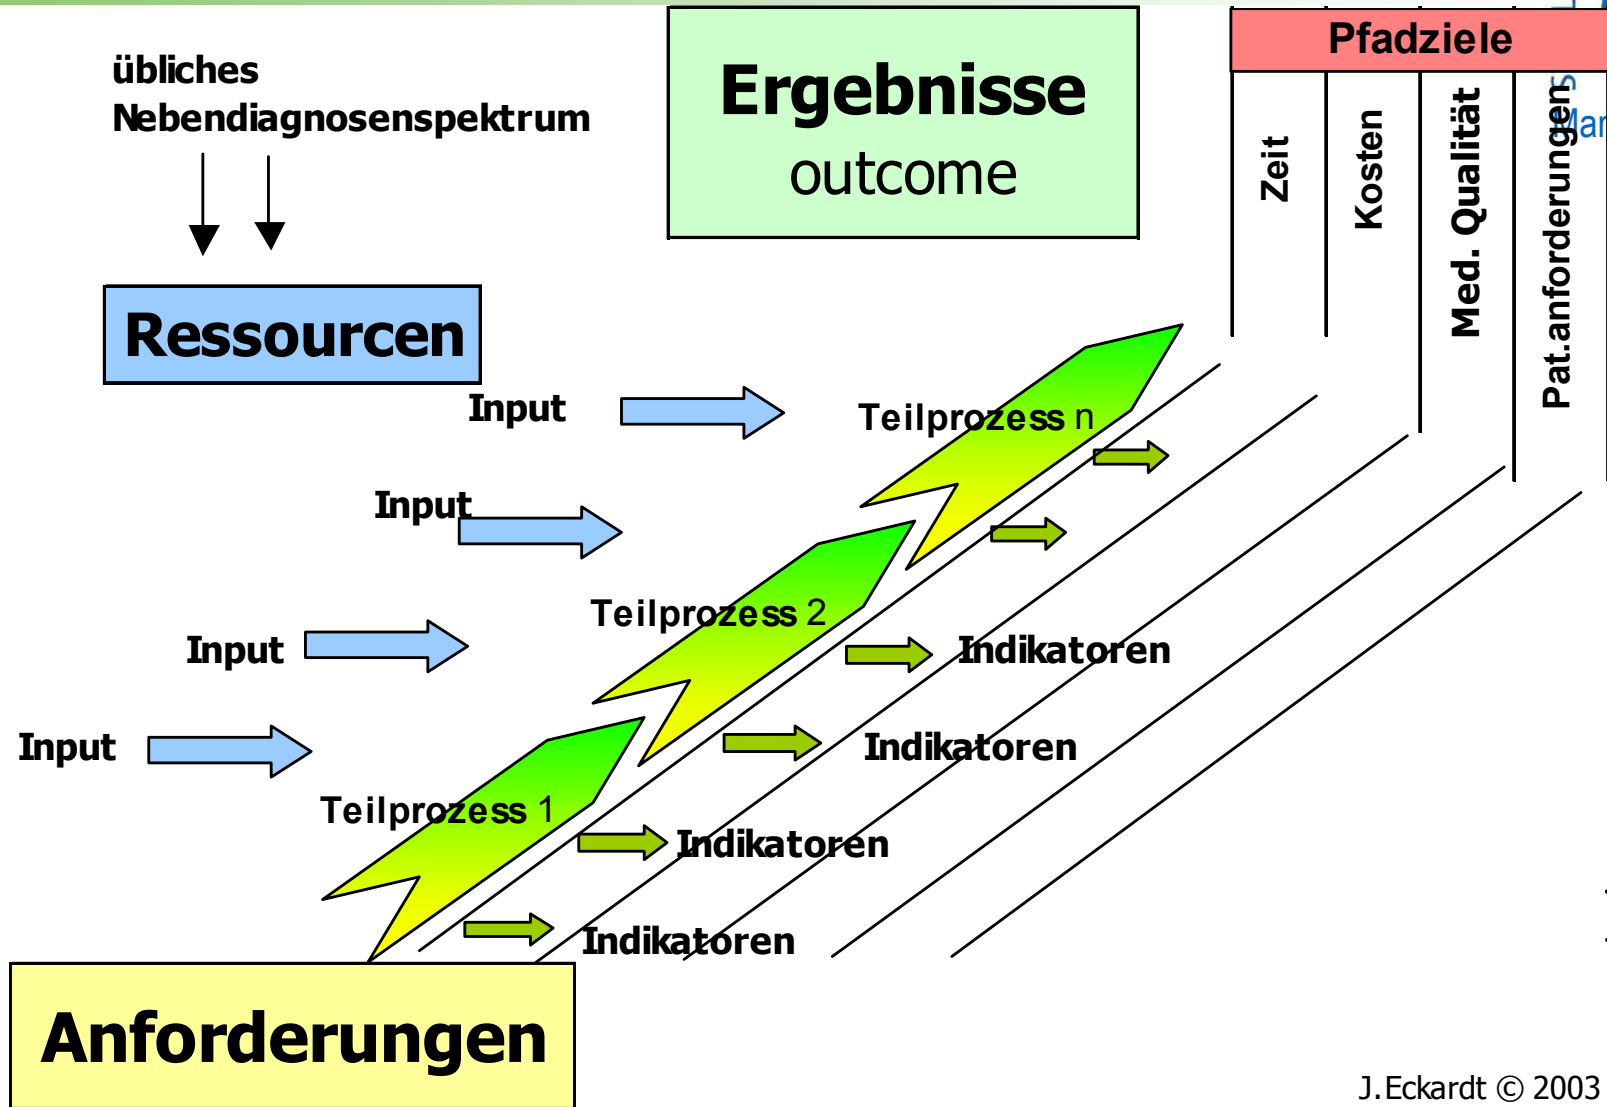 übliches
Nebendiagnosenspektrum
Ergebnisse
outcome
Pfadziele
Zeit
Kosten
Med. Qualität
Pat.anforderungen
Ressourcen
Input
Teilprozess n
Input
Teilprozess 2
Input
Indikatoren
Input
Indikatoren
Teilprozess 1
Indikatoren
Indikatoren
Anforderungen
J.Eckardt © 2003